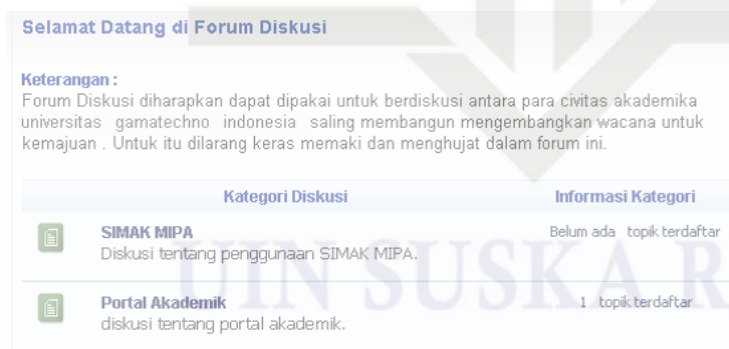 Selamat Datang di Forum Diskusi
Keterangan :
Forum Diskusi diharapkan dapat dipakai untuk berdiskusi antara para civitas akademika
universitas gamatechno indonesia saling membangun mengembangkan wacana untuk
kemajuan . Untuk itu dilarang keras memaki dan menghujat dalam forum ini.
Kategori Diskusi Informasi Kategori
SIMAK MIPA Belum ada topik terdaftar
Diskusi tentang penggunaan SIMAK MIPA.
Portal Akademik 1 topik terdaftar
diskusi tentang portal akademik.
UIN SUSKA R